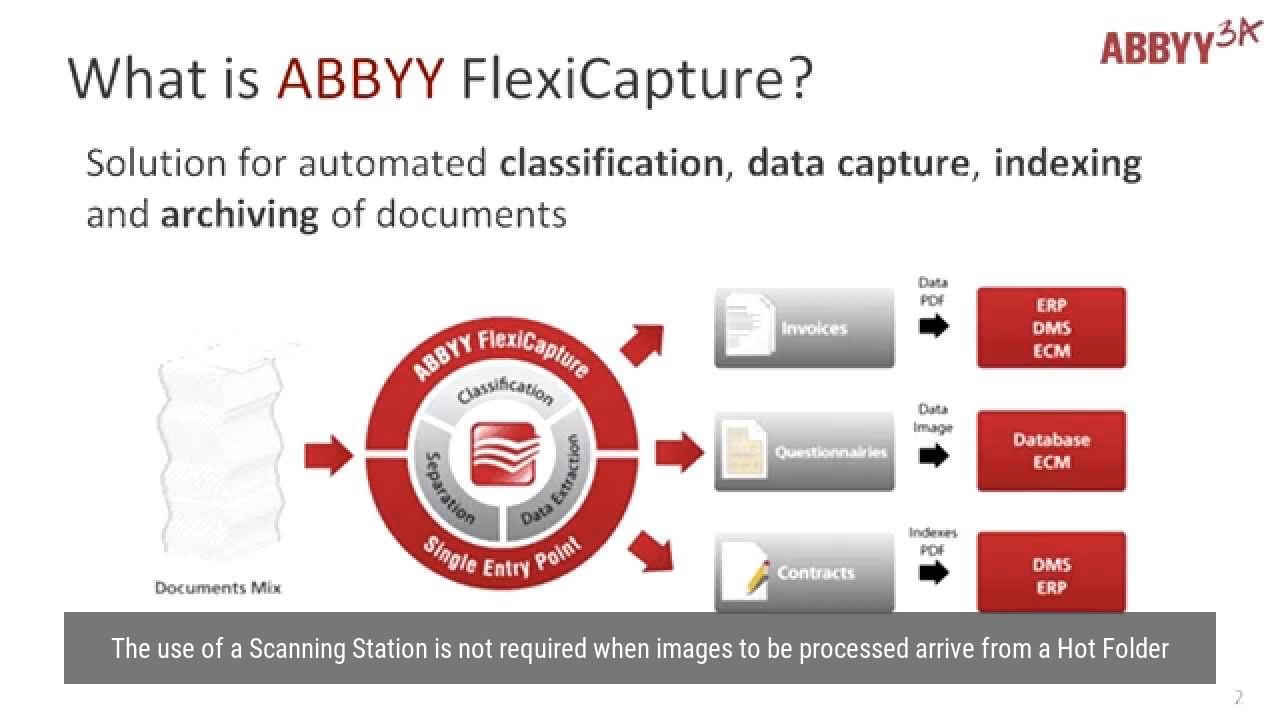 ABBYY 3A
What is ABBYY FlexiCapture?
Solution for automated classification, data capture, indexing
and archiving of documents
Documents Mix
ABBYY FlexiCapture
Classification
Separation
Data Extraction
Single Entry Point
Invoices
Data
PDF
ERP
DMS
ECM
Questionnairies
Data
Image
Database
ECM
Contracts
Indexes
PDF
DMS
ERP
The use of a Scanning Station is not required when images to be processed arrive from a Hot Folder
2